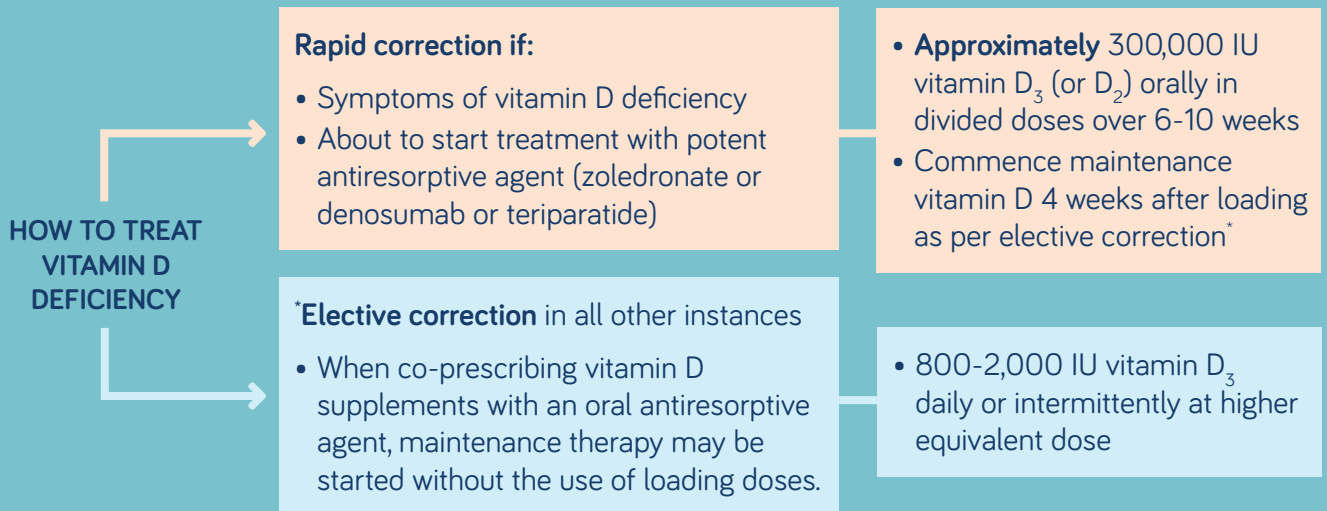 HOW TO TREAT
VITAMIN D
DEFICIENCY
Rapid correction if:
• Symptoms of vitamin D deficiency
• About to start treatment with potent
antiresorptive agent (zoledronate or
denosumab or teriparatide)
• Approximately 300,000 IU
vitamin D₃ (or D₂) orally in
divided doses over 6-10 weeks
• Commence maintenance
vitamin D 4 weeks after loading
as per elective correction*
*Elective correction in all other instances
• When co-prescribing vitamin D
supplements with an oral antiresorptive
agent, maintenance therapy may be
started without the use of loading doses.
• 800-2,000 IU vitamin D₃
daily or intermittently at higher
equivalent dose